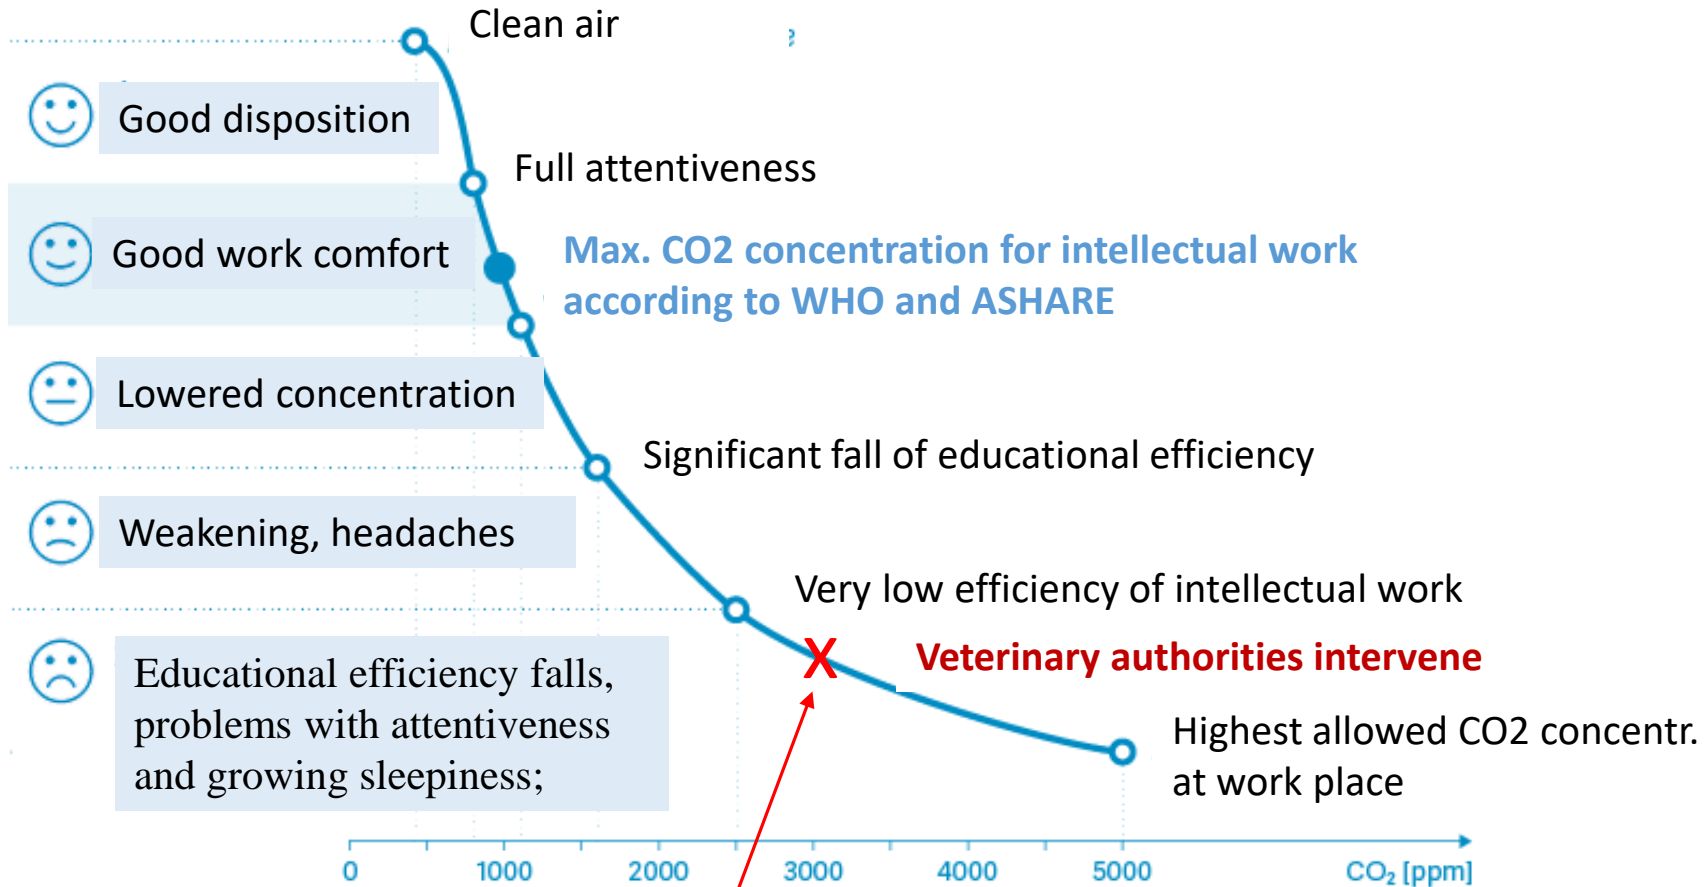 Clean air
Good disposition
Full attentiveness
Good work comfort
Max. CO2 concentration for intellectual work
according to WHO and ASHARE
Lowered concentration
Significant fall of educational efficiency
Weakening, headaches
Very low efficiency of intellectual work
X
Veterinary authorities intervene
Educational efficiency falls,
problems with attentiveness
and growing sleepiness;
Highest allowed CO2 concentr.
at work place
0 1000 2000 3000 4000 5000 CO₂ [ppm]